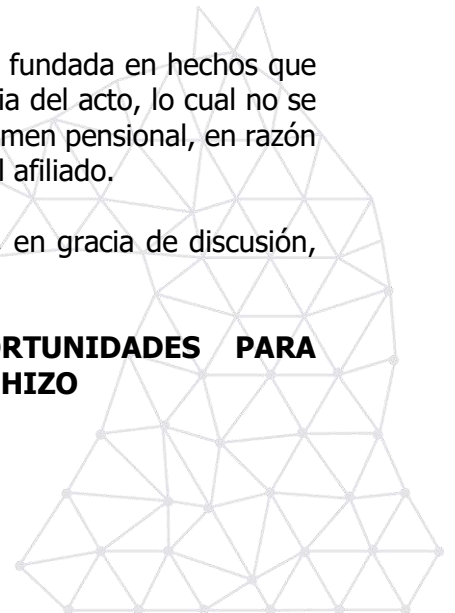 fundada en hechos que
ia del acto, lo cual no se
men pensional, en razón
l afiliado.
en gracia de discusión,
ORTUNIDADES PARA
HIZO